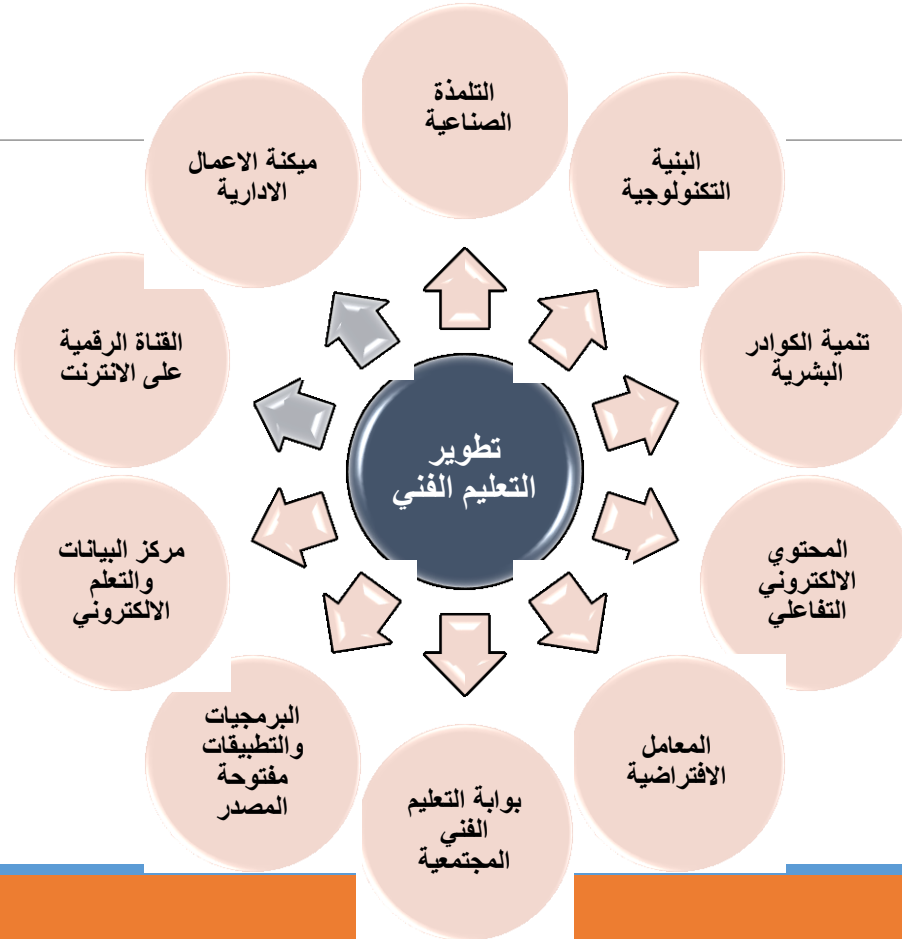 تطوير
التعليم الفني
التلمذة
الصناعية
البنية
التكنولوجية
تنمية الكوادر
البشرية
المحتوي
الالكتروني
التفاعلي
المعامل
الافتراضية
بوابة التعليم
الفني
المجتمعية
البرمجيات
والتطبيقات
مفتوحة
المصدر
مركز البيانات
والتعلم
الالكتروني
القناة الرقمية
على الانترنت
ميكنة الاعمال
الادارية